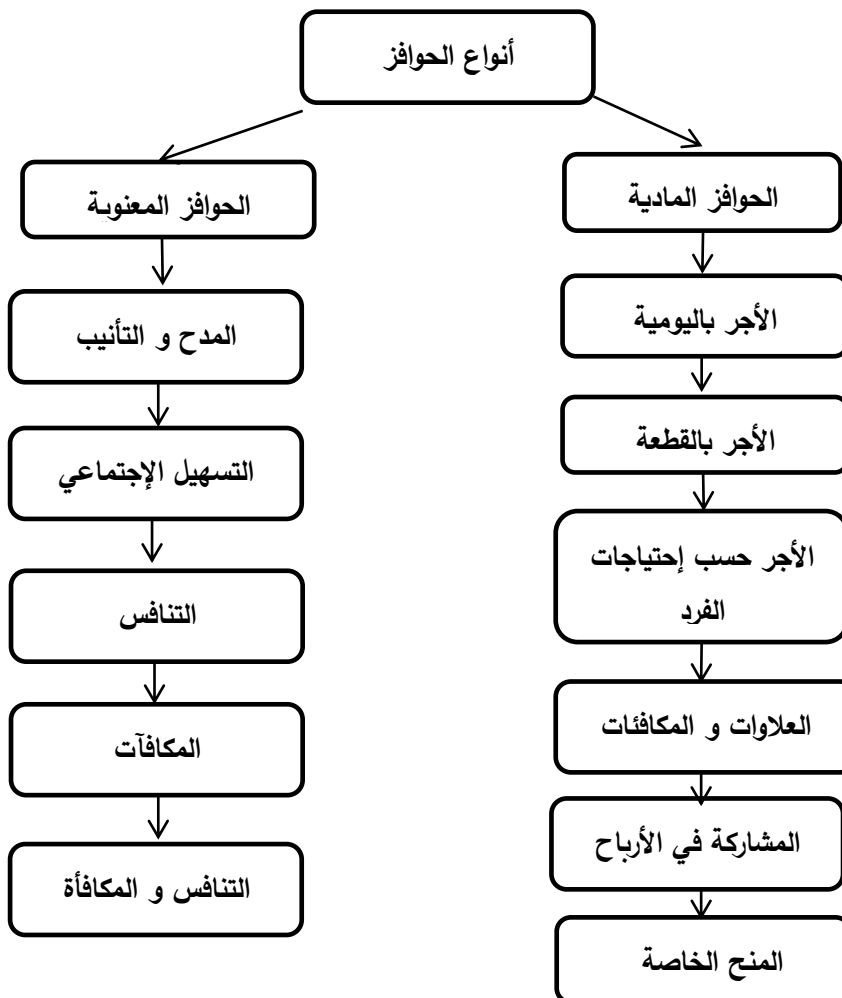 أنواع الحوافز
الحوافز المادية
الأجر باليومية
الأجر بالقطعة
الأجر حسب إحتياجات
الفرد
العلاوات و المكافئات
المشاركة في الأرباح
المنح الخاصة
الحوافز المعنوية
المدح و التأنيب
التسهيل الإجتماعي
التنافس
المكافآت
التنافس و المكافأة